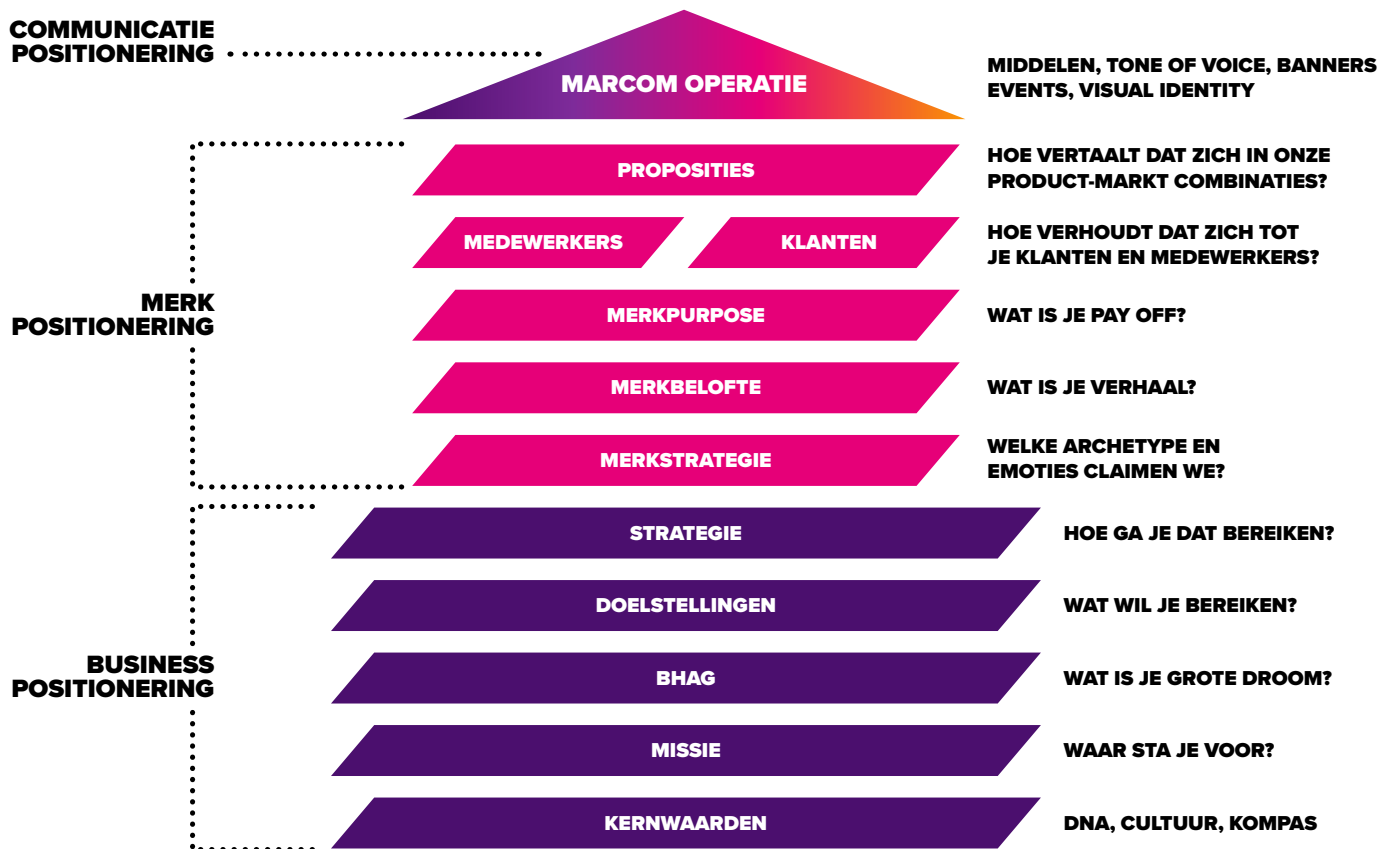 COMMUNICATIE
POSITIONERING
MARCOM OPERATIE
MIDDELEN, TONE OF VOICE, BANNERS
EVENTS, VISUAL IDENTITY
MERK
POSITIONERING
PROPOSITIES
HOE VERTAALT DAT ZICH IN ONZE
PRODUCT-MARKT COMBINATIES?
MEDEWERKERS
KLANTEN
HOE VERHOUDT DAT ZICH TOT
JE KLANTEN EN MEDEWERKERS?
MERKPURPOSE
WAT IS JE PAY OFF?
MERKBELOFTE
WAT IS JE VERHAAL?
MERKSTRATEGIE
WELKE ARCHETYPE EN
EMOTIES CLAIMEN WE?
BUSINESS
POSITIONERING
STRATEGIE
HOE GA JE DAT BEREIKEN?
DOELSTELLINGEN
WAT WIL JE BEREIKEN?
BHAG
WAT IS JE GROTE DROOM?
MISSIE
WAAR STA JE VOOR?
KERNWAARDEN
DNA, CULTUUR, KOMPAS